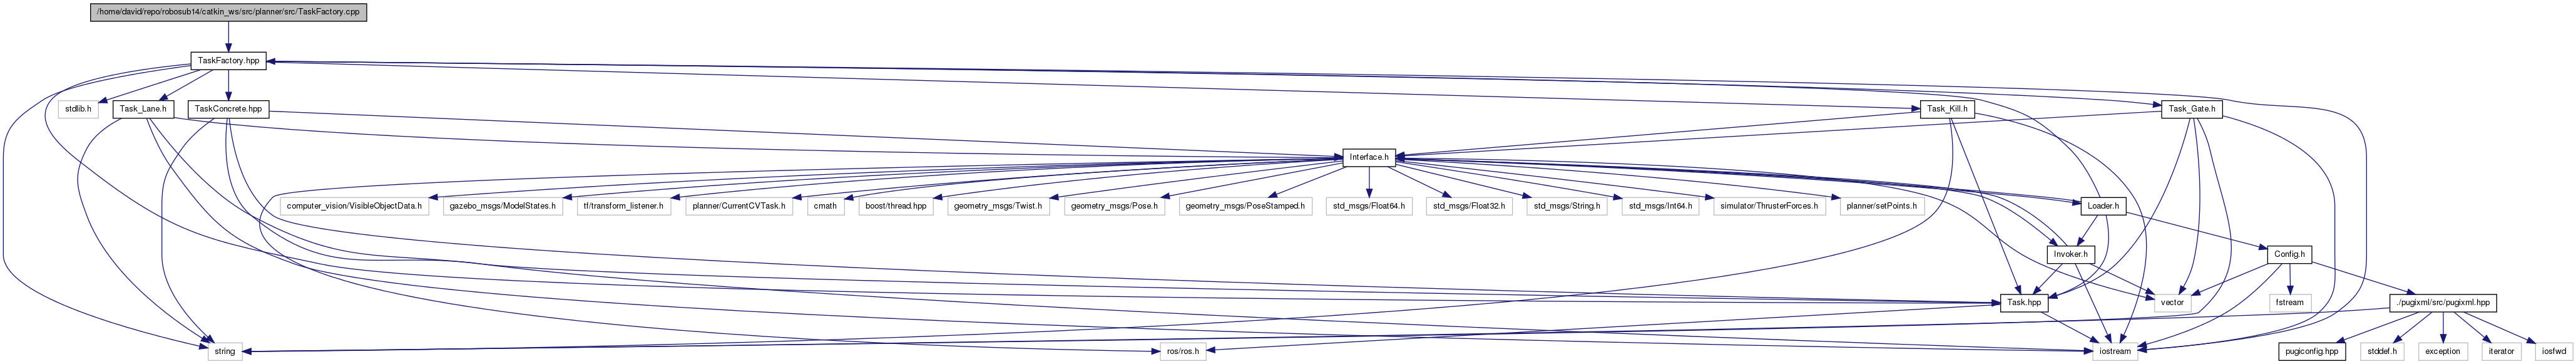 /home/david/repo/robosub14/catkin_ws/src/planner/src/TaskFactory.cpp
TaskFactory.hpp
stdlib.h
Task_Lane.h
TaskConcrete.hpp
Task_Kill.h
Task_Gate.h
Interface.h
computer_vision/VisibleObjectData.h
gazebo_msgs/ModelStates.h
tf/transform_listener.h
planner/CurrentCVTask.h
cmath
boost/thread.hpp
geometry_msgs/Twist.h
geometry_msgs/Pose.h
geometry_msgs/PoseStamped.h
std_msgs/Float64.h
std_msgs/Float32.h
std_msgs/String.h
std_msgs/Int64.h
simulator/ThrusterForces.h
planner/setPoints.h
Loader.h
Invoker.h
Config.h
Task.hpp
vector
fstream
./pugixml/src/pugixml.hpp
string
ros/ros.h
iostream
pugiconfig.hpp
stddef.h
exception
iterator
iosfwd